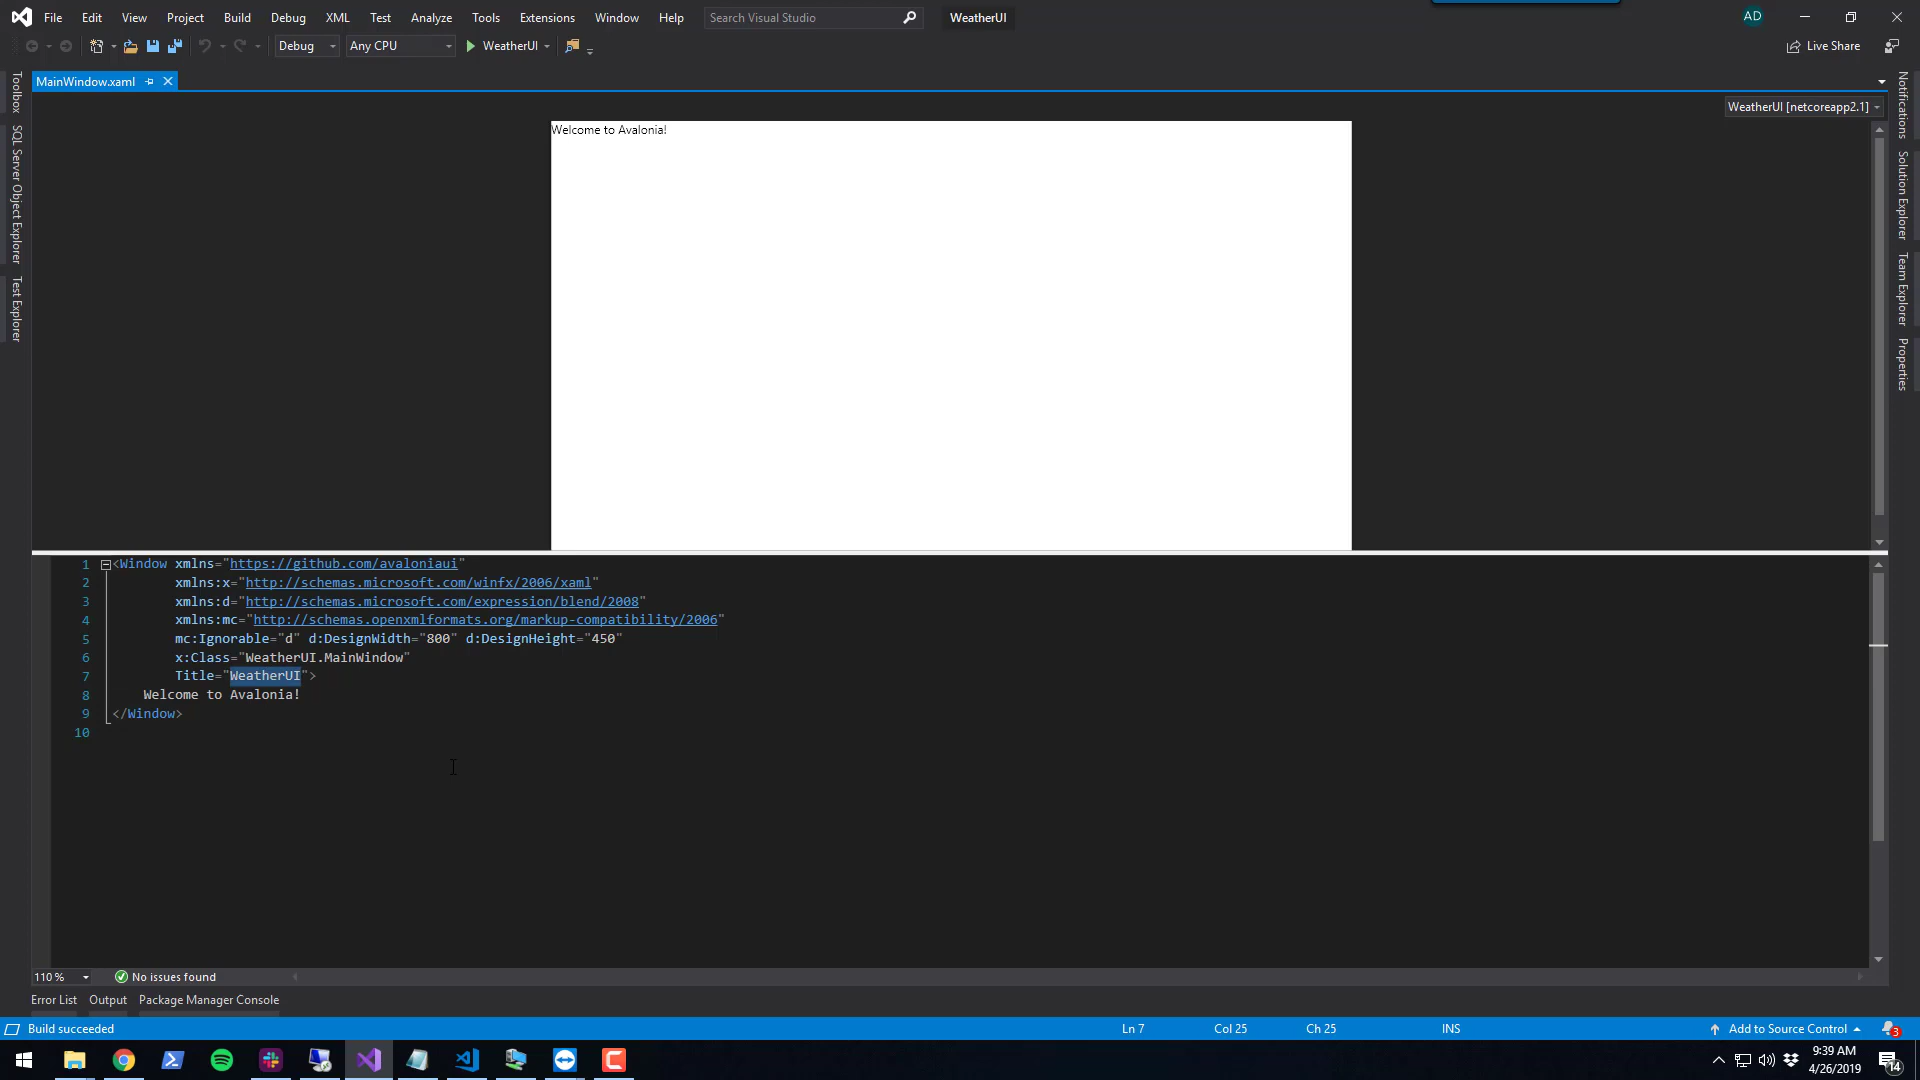 File Edit View Project Build Debug XML Test Analyze Tools Extensions Window Help Search Visual Studio WeatherUI AD
Debug Any CPU WeatherUI Live Share
MainWindow.xaml
WeatherUI [netcoreapp2.1]
Toolbox
SQL Server Object Explorer
Test Explorer
Notifications
Solution Explorer
Team Explorer
Properties
Welcome to Avalonia!
1 <Window xmlns="https://github.com/avaloniaui"
2 xmlns:x="http://schemas.microsoft.com/winfx/2006/xaml"
3 xmlns:d="http://schemas.microsoft.com/expression/blend/2008"
4 xmlns:mc="http://schemas.openxmlformats.org/markup-compatibility/2006"
5 mc:Ignorable="d" d:DesignWidth="800" d:DesignHeight="450"
6 x:Class="WeatherUI.MainWindow"
7 Title="WeatherUI">
8 Welcome to Avalonia!
9 </Window>
10
110 % No issues found
Error List Output Package Manager Console
Build succeeded Ln 7 Col 25 Ch 25 INS Add to Source Control 3
9:39 AM
4/26/2019
14